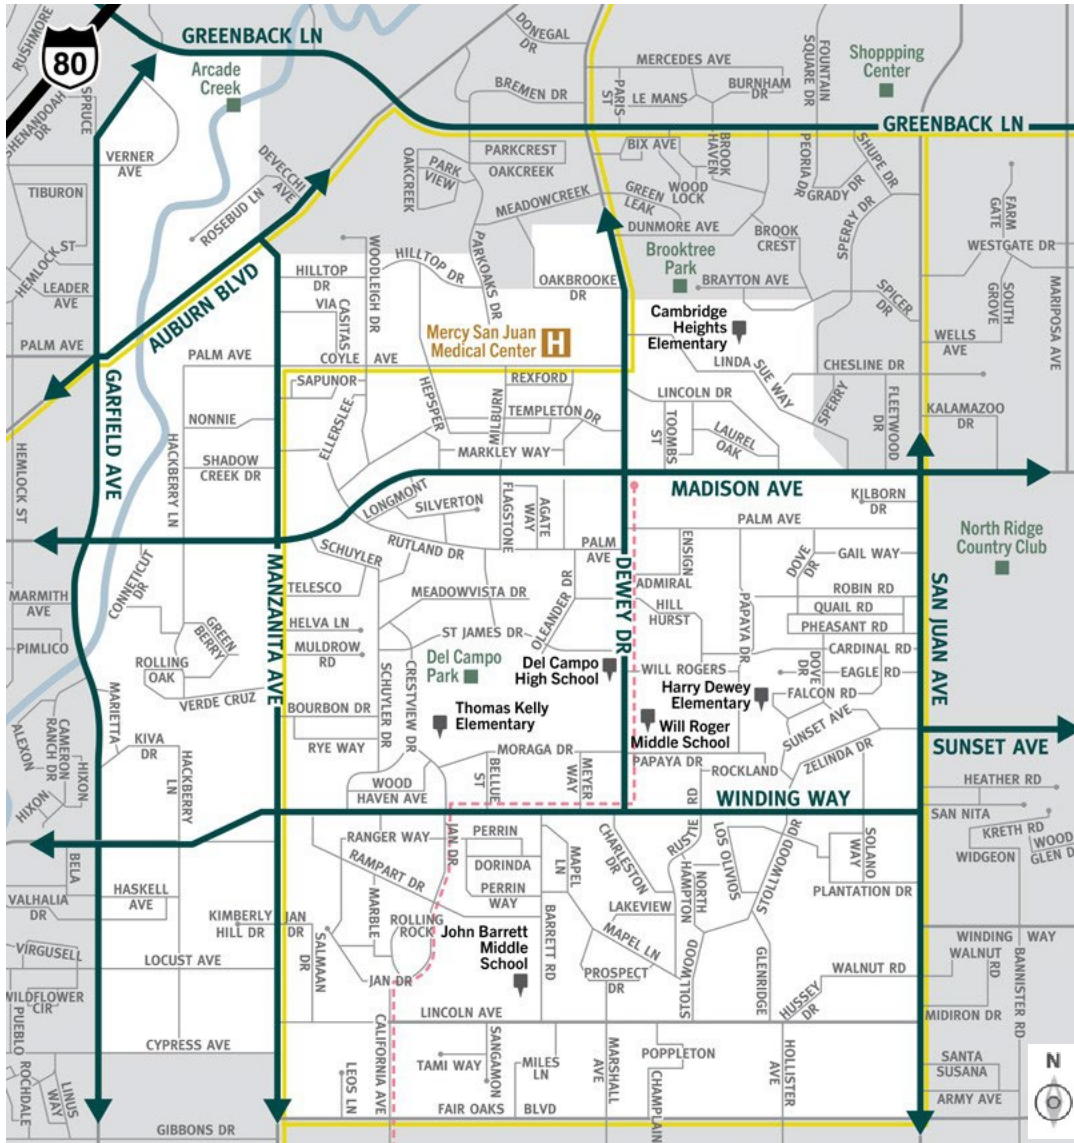 RUSHMORE
80
SHENANDOAH
DR
SPRUCE
GREENBACK LN
Arcade
Creek
DONEGAL
DR
MERCEDES AVE
BREMEN DR
PARIS
ST
LE MANS
BURNHAM
DR
FOUNTAIN
SQUARE DR
Shoppping
Center
GREENBACK LN
VERNER
AVE
TIBURON
HEMLOCK ST
LEADER
AVE
PALM AVE
DEVECCHI
AVE
ROSEBUD LN
AUBURN BLVD
OAKCREEK
PARK
VIEW
PARKCREST
OAKCREEK
MEADOWCREEK
BIX AVE
BROOK
HAVEN
WOOD
LOCK
GREEN
LEAK
DUNMORE AVE
PEORIA DR
GRADY DR
SHUPE DR
SPERRY DR
BROOK
CREST
Brooktree
Park
BRAYTON AVE
SPICER
DR
FARM
GATE
WESTGATE DR
SOUTH
GROVE
MARIPOSA AVE
WELLS
AVE
HILLTOP
DR
VIA
CASITAS
WOODLEIGH DR
HILLTOP DR
PARKOAKS DR
OAKBROOKE
DR
Mercy San Juan
Medical Center
H
Cambridge
Heights
Elementary
LINDA
SUE WAY
CHESLINE DR
SPERRY
FLEETWOOD
DR
KALAMAZOO
DR
PALM AVE
COYLE AVE
SAPUNOR
NONNIE
ELLERSLEE
HEPSPER
MILBURN
REXFORD
TEMPLETON DR
MARKLEY WAY
LINCOLN DR
TOOMBS
ST
LAUREL
OAK
GARFIELD AVE
HACKBERRY LN
SHADOW
CREEK DR
HEMLOCK ST
MADISON AVE
LONGMONT
SILVERTON
FLAGSTONE
AGATE
WAY
RUTLAND DR
SCHUYLER
TELESCO
MANZANITA AVE
PALM
AVE
DEWEY DR
ENSIGN
ADMIRAL
PALM AVE
KILBORN
DR
DOVE
DR
GAIL WAY
ROBIN RD
QUAIL RD
PHEASANT RD
CARDINAL RD
EAGLE RD
DOVE
DR
FALCON RD
SAN JUAN AVE
North Ridge
Country Club
CONNETICUT
DR
MARMITH
AVE
PIMLICO
GREEN
BERRY
ROLLING
OAK
VERDE CRUZ
MEADOWVISTA DR
HELVA LN
MULDROW
RD
ST JAMES DR
OLEANDER DR
HILL
HURST
PAPAYA DR
WILL ROGERS
Del Campo
Park
Del Campo
High School
Harry Dewey
Elementary
Thomas Kelly
Elementary
Will Roger
Middle School
BOURBON DR
RYE WAY
SCHUYLER DR
CRESTVIEW DR
SUNSET AVE
ZELINDA DR
SUNSET AVE
MARIETTA
ALEXON
CAMERON
RANCH DR
HIXON
HIXON
KIVA
DR
HACKBERRY
LN
WOOD
HAVEN AVE
MORAGA DR
BELLUE
ST
MEYER
WAY
PAPAYA DR
ROCKLAND
WINDING WAY
HEATHER RD
SAN NITA
KRETH RD
WIDGEON
WOOD
GLEN D
BELA
HASKELL
AVE
VALHALIA
DR
RANGER WAY
RAMPART DR
JAN DR
PERRIN
DORINDA
PERRIN
WAY
MAPEL
LN
CHARLESTON
DR
RUSTIC
RD
LOS OLIVIOS
NORTH
HAMPTON
STOLLWOOD DR
SOLANO
WAY
PLANTATION DR
KIMBERLY
HILL DR
JAN
DR
SALMAAN
DR
MARBLE
ROLLING
ROCK
JAN DR
BARRETT RD
LAKEVIEW
MAPEL LN
PROSPECT
DR
STOLLWOOD
GLENRIDGE
HUSSEY
DR
WALNUT RD
WINDING WAY
WALNUT RD
BANNISTER RD
MIDIRON DR
John Barrett
Middle
School
VIRGUSELL
LOCUST AVE
WILDFLOWER
CIR
PUEBLO
ROCHDALE
LINUS
WAY
CYPRESS AVE
GIBBONS DR
LINCOLN AVE
LEOS LN
CALIFORNIA AVE
TAMI WAY
SANGAMON
MILES
LN
MARSHALL
AVE
POPPLETON
CHAMPLAIN
HOLLISTER
AVE
FAIR OAKS BLVD
SANTA
SUSANA
ARMY AVE
N